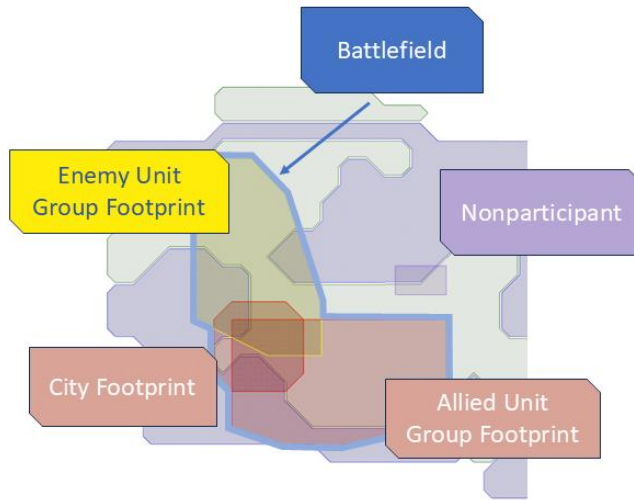 Battlefield
Enemy Unit
Group Footprint
Nonparticipant
City Footprint
Allied Unit
Group Footprint